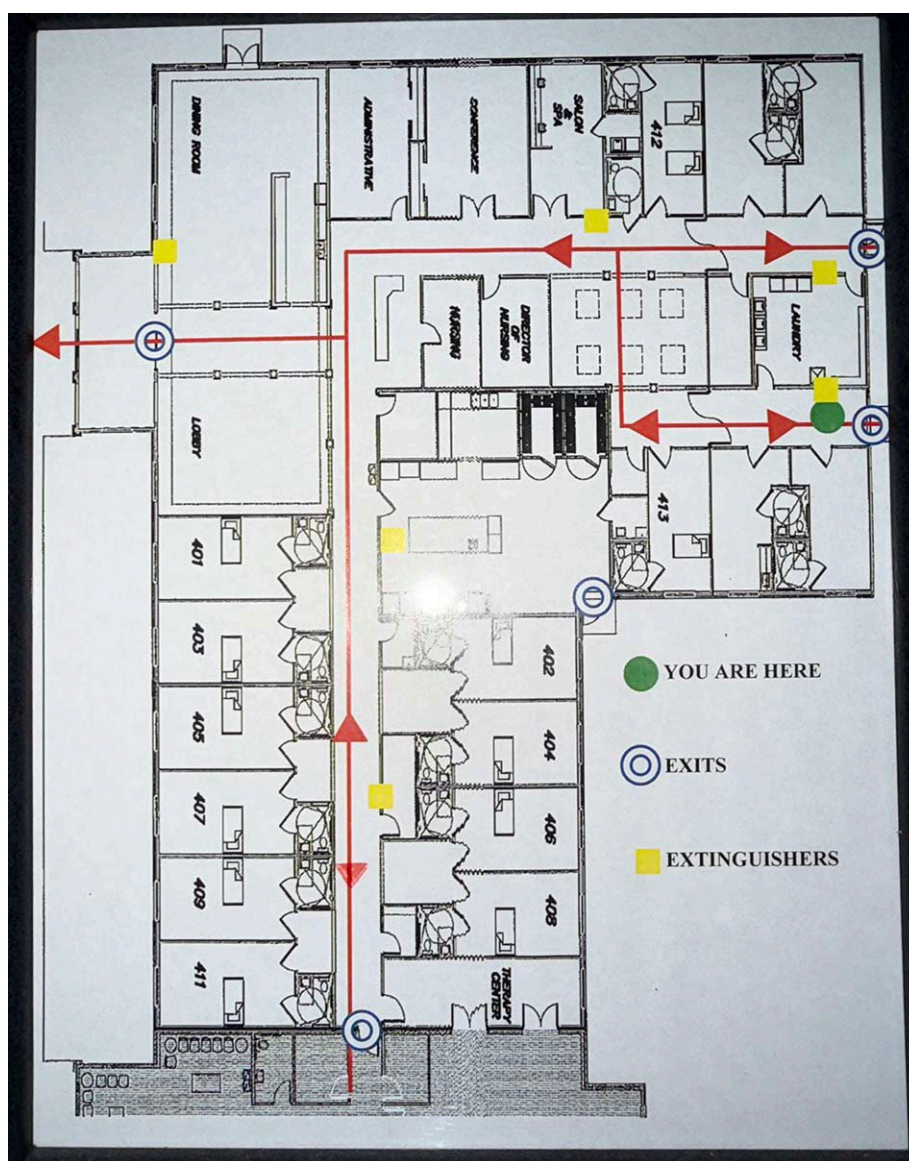 DINING ROOM
ADMINISTRATIVE
CONFERENCE
SALON
&
SPA
412
NURSING
DIRECTOR
OF
NURSING
LAUNDRY
LOBBY
413
401
403
402
405
404
407
406
409
408
411
THERAPY
CENTER
YOU ARE HERE
EXITS
EXTINGUISHERS